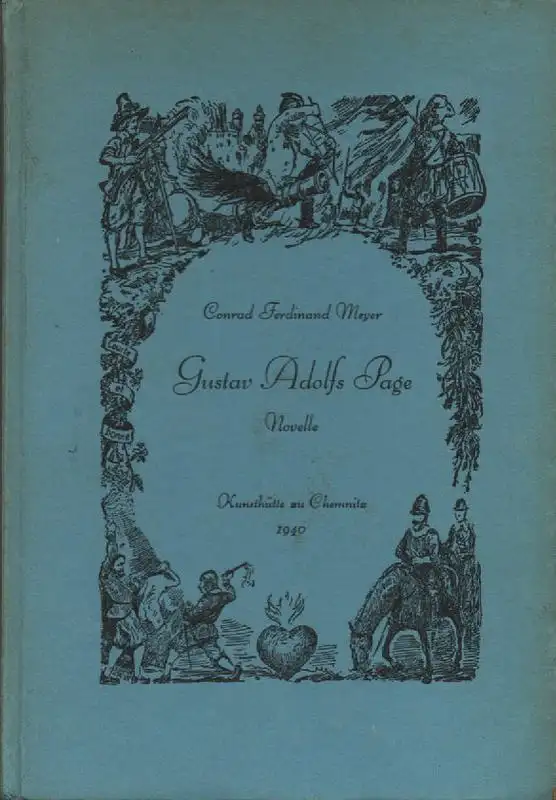 Conrad Ferdinand Meyer
Gustav Adolfs Page
Novelle
Kunsthütte zu Chemnitz
1940